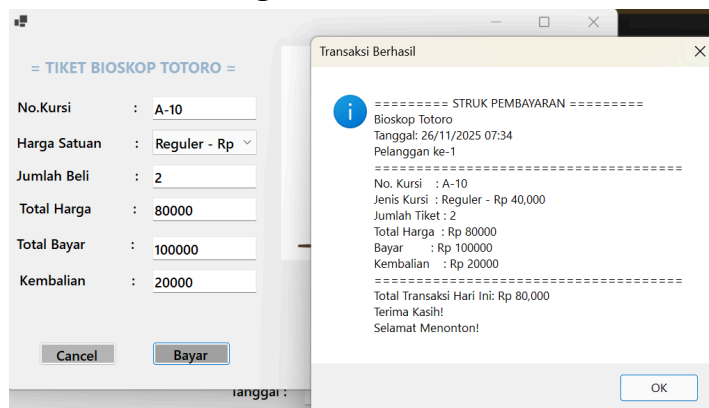 = TIKET BIOSKOP TOTORO =
No.Kursi : A-10
Harga Satuan : Reguler - Rp
Jumlah Beli : 2
Total Harga : 80000
Total Bayar : 100000
Kembalian : 20000
Cancel Bayar
Tanggal :
Transaksi Berhasil
========= STRUK PEMBAYARAN =========
Bioskop Totoro
Tanggal: 26/11/2025 07:34
Pelanggan ke-1
=====================================
No. Kursi : A-10
Jenis Kursi : Reguler - Rp 40,000
Jumlah Tiket : 2
Total Harga : Rp 80000
Bayar : Rp 100000
Kembalian : Rp 20000
=====================================
Total Transaksi Hari Ini: Rp 80,000
Terima Kasih!
Selamat Menonton!
OK